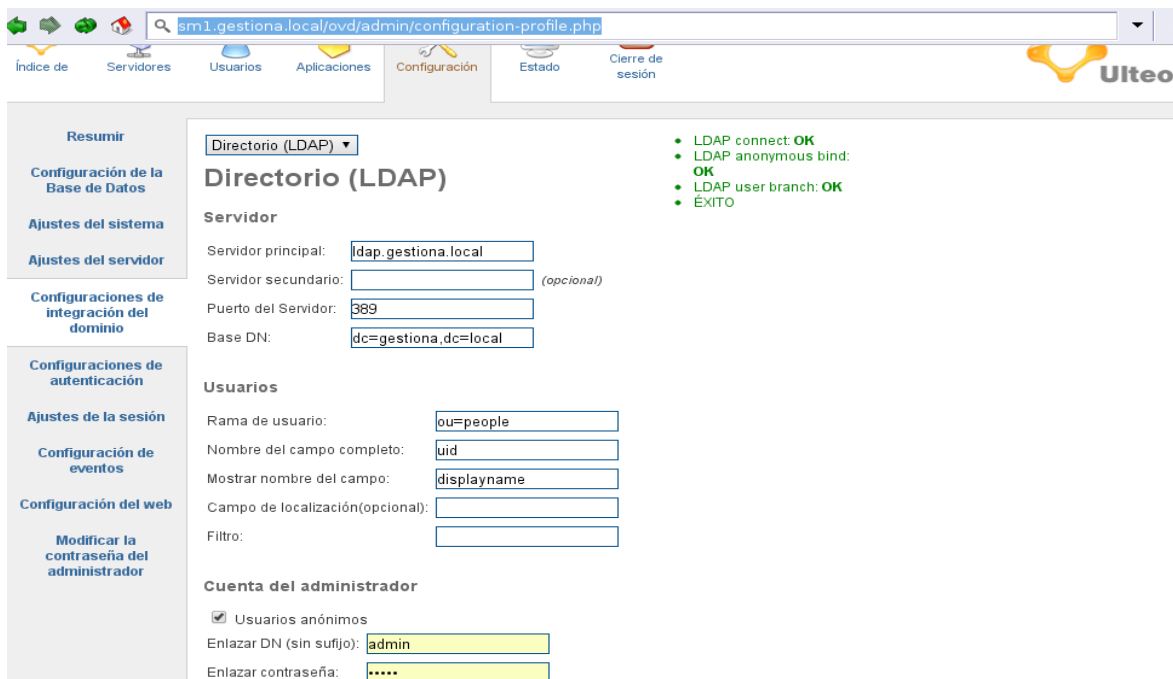 sm1.gestiona.local/ovd/admin/configuration-profile.php
Índice de
Servidores
Usuarios
Aplicaciones
Configuración
Estado
Cierre de
sesión
Ulteo
Resumir
Configuración de la
Base de Datos
Ajustes del sistema
Ajustes del servidor
Configuraciones de
integración del
dominio
Configuraciones de
autenticación
Ajustes de la sesión
Configuración de
eventos
Configuración del web
Modificar la
contraseña del
administrador
Directorio (LDAP)
Directorio (LDAP)
Servidor
Servidor principal: ldap.gestiona.local
Servidor secundario: (opcional)
Puerto del Servidor: 389
Base DN: dc=gestiona,dc=local
Usuarios
Rama de usuario: ou=people
Nombre del campo completo: uid
Mostrar nombre del campo: displayname
Campo de localización(opcional):
Filtro:
Cuenta del administrador
Usuarios anónimos
Enlazar DN (sin sufijo): admin
Enlazar contraseña: •••••
• LDAP connect: OK
• LDAP anonymous bind:
OK
• LDAP user branch: OK
• ÉXITO